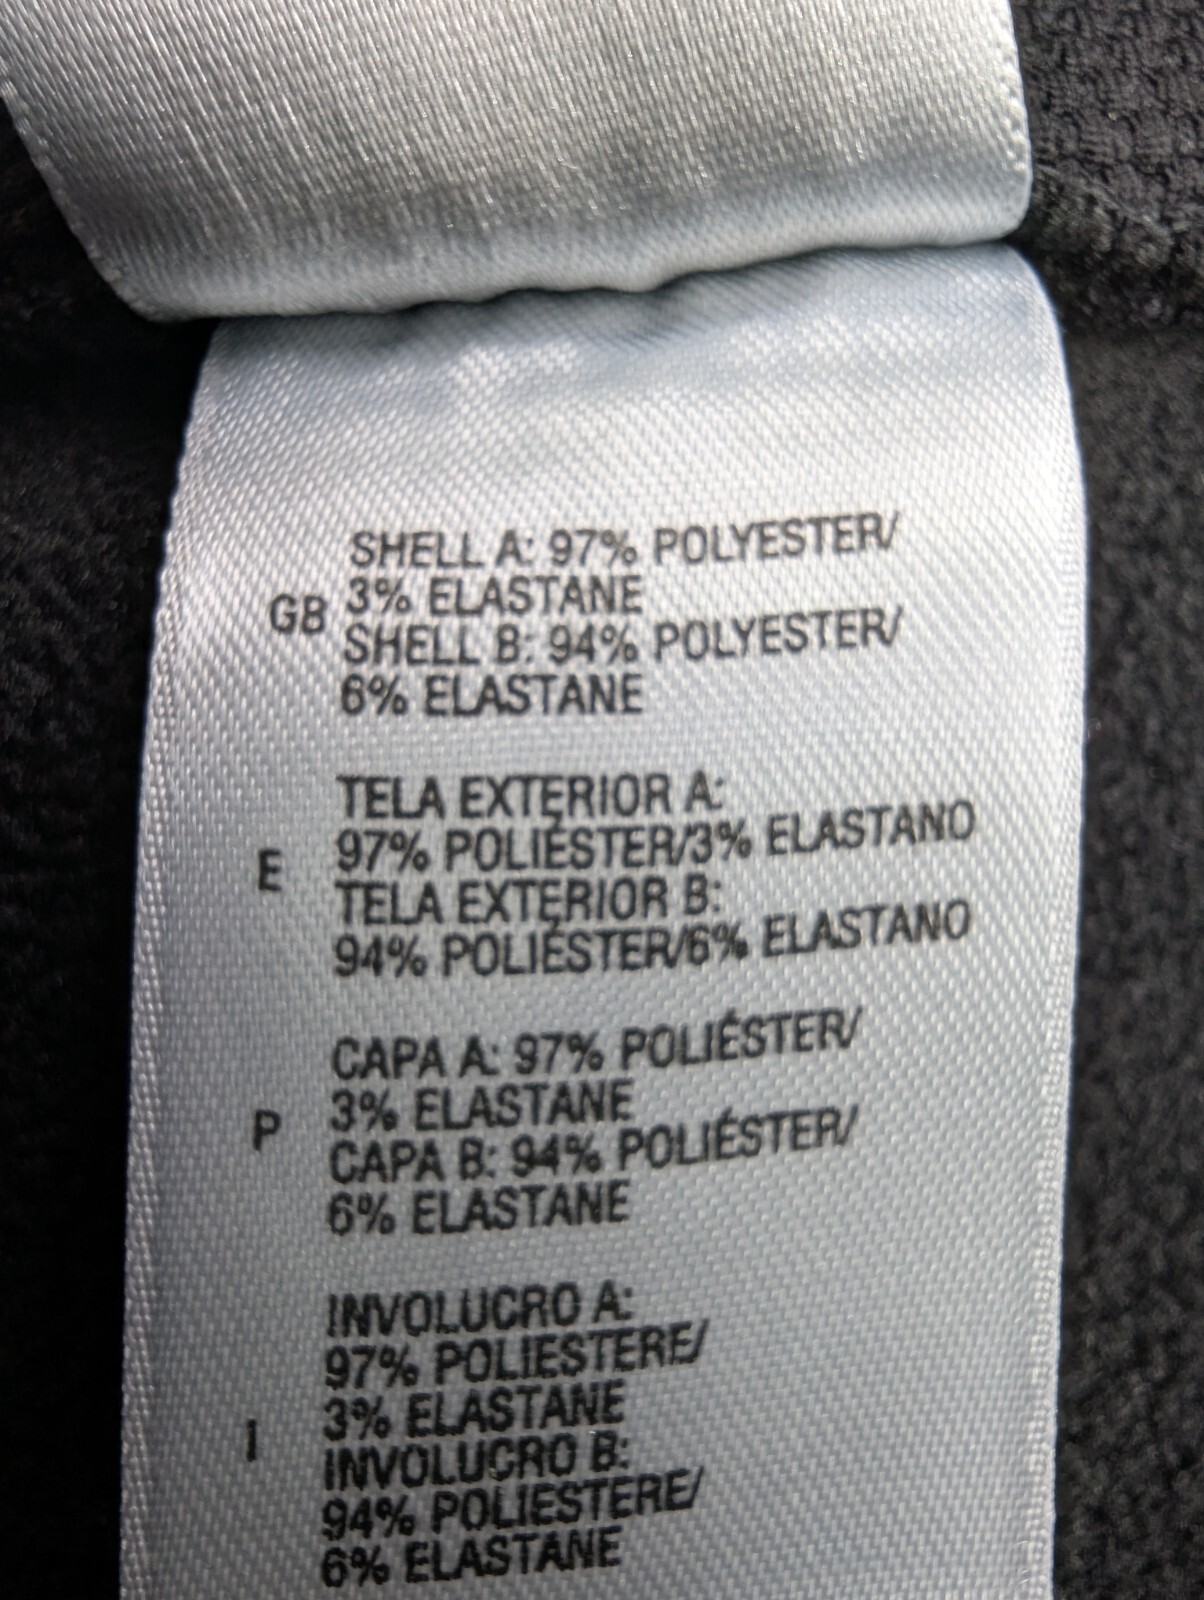 GB
SHELL A: 97% POLYESTER/
3% ELASTANE
SHELL B: 94% POLYESTER/
6% ELASTANE
E
TELA EXTERIOR A:
97% POLIÉSTER/3% ELASTANO
TELA EXTERIOR B:
94% POLIÉSTER/6% ELASTANO
P
CAPA A: 97% POLIÉSTER/
3% ELASTANE
CAPA B: 94% POLIÉSTER/
6% ELASTANE
I
INVOLUCRO A:
97% POLIESTERE/
3% ELASTANE
INVOLUCRO B:
94% POLIESTERE/
6% ELASTANE